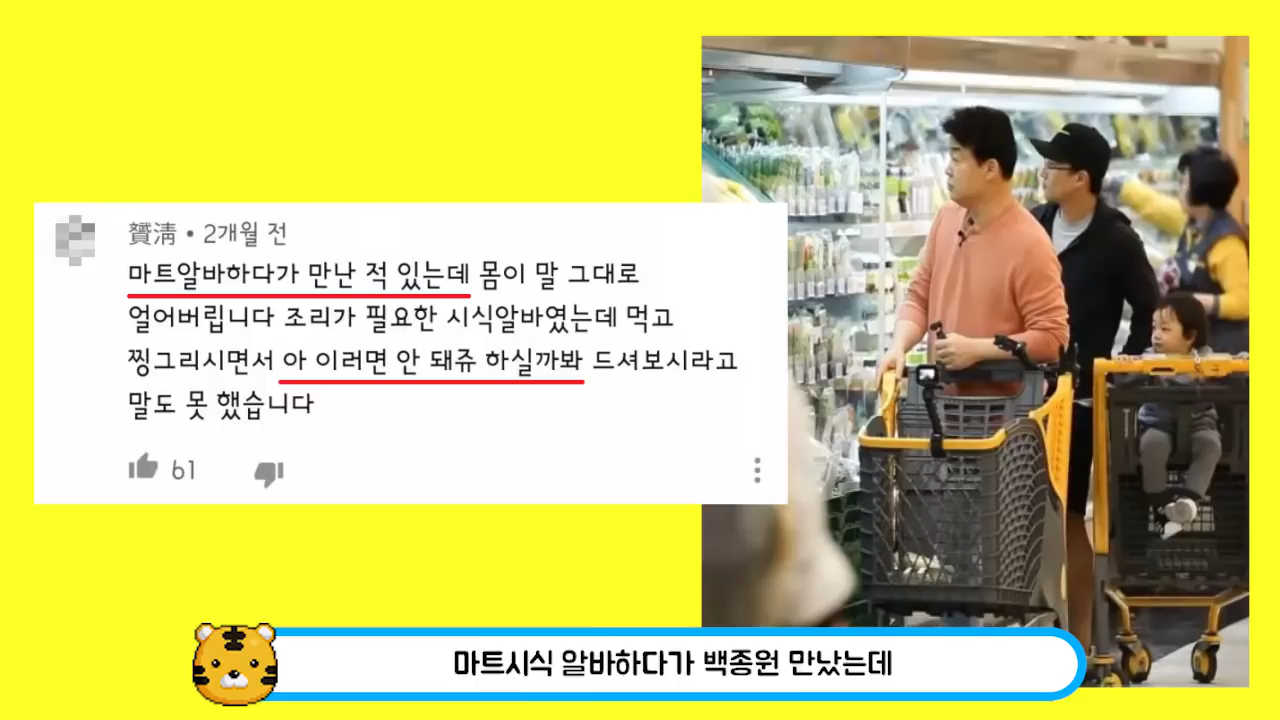 贇淸 • 2개월 전
마트알바하다가 만난 적 있는데 몸이 말 그대로
얼어버립니다 조리가 필요한 시식알바였는데 먹고
찡그리시면서 아 이러면 안 돼쥬 하실까봐 드셔보시라고
말도 못 했습니다
61
마트시식 알바하다가 백종원 만났는데